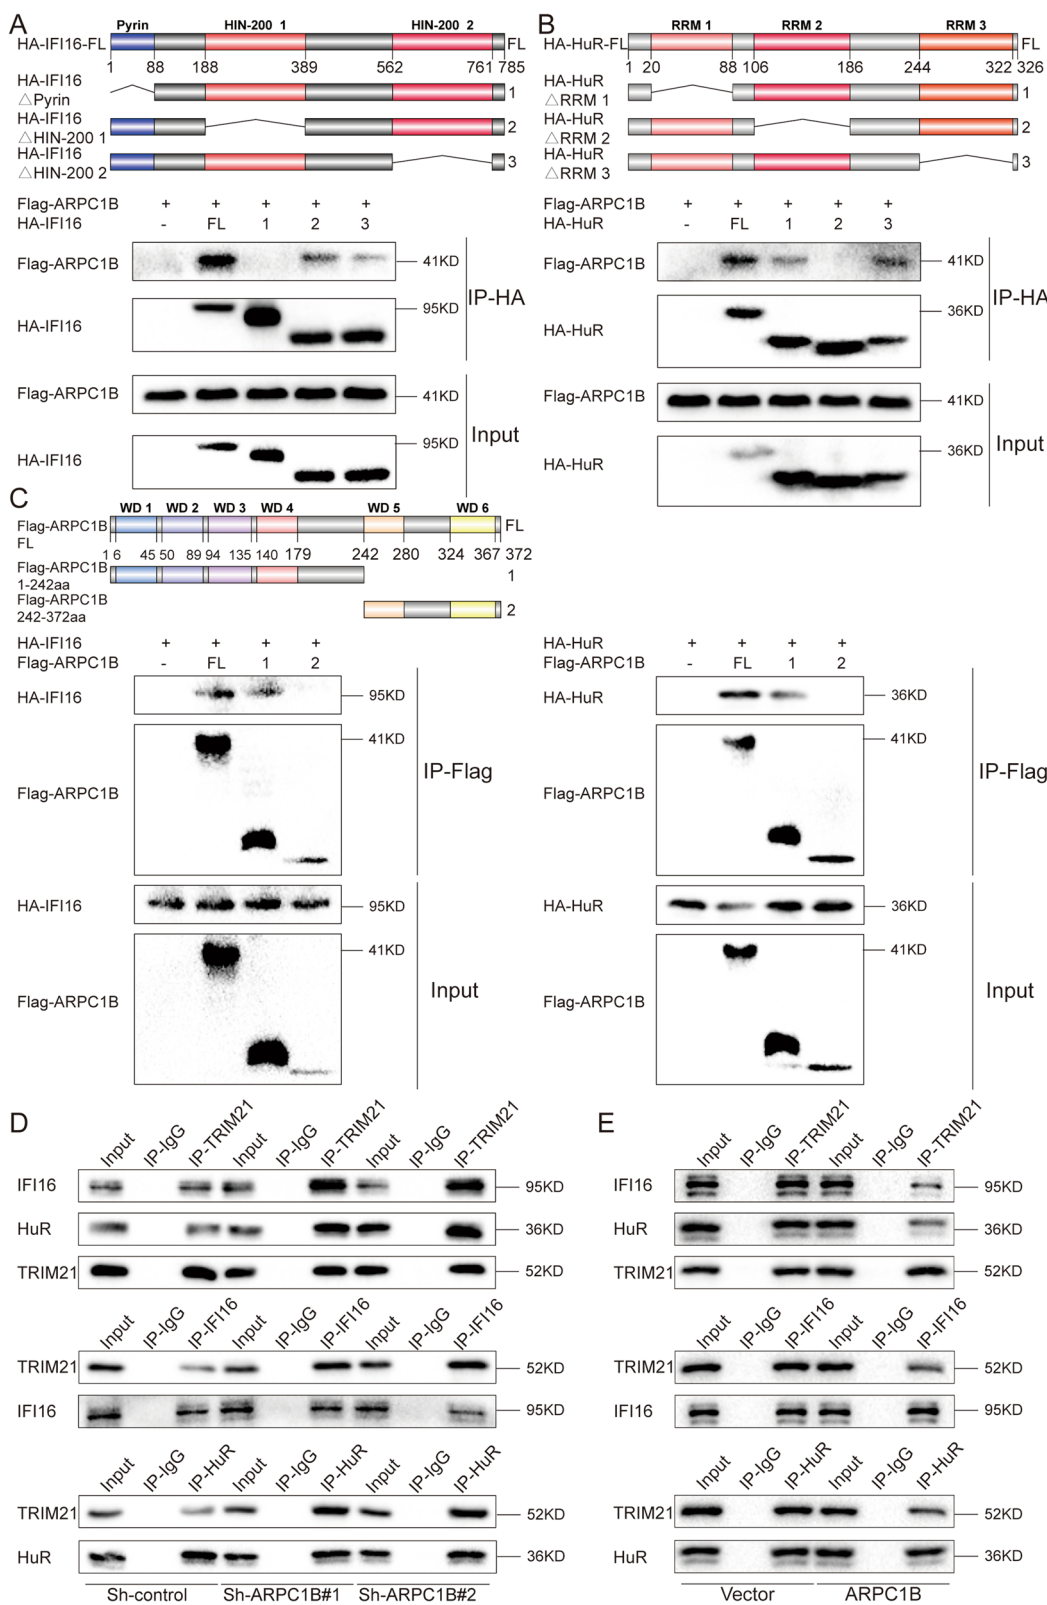 A
Pyrin HIN-200 1 HIN-200 2
HA-IFI16-FL FL
1 88 188 389 562 761 785
HA-IFI16
△Pyrin 1
HA-IFI16
△HIN-200 1 2
HA-IFI16
△HIN-200 2 3
Flag-ARPC1B + + + + +
HA-IFI16 - FL 1 2 3
Flag-ARPC1B 41KD
HA-IFI16 95KD
IP-HA
Flag-ARPC1B 41KD
HA-IFI16 95KD
Input
B
RRM 1 RRM 2 RRM 3
HA-HuR-FL FL
1 20 88 106 186 244 322 326
HA-HuR
△RRM 1 1
HA-HuR
△RRM 2 2
HA-HuR
△RRM 3 3
Flag-ARPC1B + + + + +
HA-HuR - FL 1 2 3
Flag-ARPC1B 41KD
HA-HuR 36KD
IP-HA
Flag-ARPC1B 41KD
HA-HuR 36KD
Input
C
WD 1 WD 2 WD 3 WD 4 WD 5 WD 6
Flag-ARPC1B FL
FL
1 6 45 50 89 94 135 140 179 242 280 324 367 372
Flag-ARPC1B
1-242aa 1
Flag-ARPC1B
242-372aa 2
HA-IFI16 + + + +
Flag-ARPC1B - FL 1 2
HA-IFI16 95KD
Flag-ARPC1B 41KD
IP-Flag
HA-IFI16 95KD
Flag-ARPC1B 41KD
Input
HA-HuR + + + +
Flag-ARPC1B - FL 1 2
HA-HuR 36KD
Flag-ARPC1B 41KD
IP-Flag
HA-HuR 36KD
Flag-ARPC1B 41KD
Input
D
Input IP-IgG IP-TRIM21 Input IP-IgG IP-TRIM21 Input IP-IgG IP-TRIM21
IFI16 95KD
HuR 36KD
TRIM21 52KD
Input IP-IgG IP-IFI16 Input IP-IgG IP-IFI16 Input IP-IgG IP-IFI16
TRIM21 52KD
IFI16 95KD
Input IP-IgG IP-HuR Input IP-IgG IP-HuR Input IP-IgG IP-HuR
TRIM21 52KD
HuR 36KD
Sh-control Sh-ARPC1B#1 Sh-ARPC1B#2
E
Input IP-IgG IP-TRIM21 Input IP-IgG IP-TRIM21
IFI16 95KD
HuR 36KD
TRIM21 52KD
Input IP-IgG IP-IFI16 Input IP-IgG IP-IFI16
TRIM21 52KD
IFI16 95KD
Input IP-IgG IP-HuR Input IP-IgG IP-HuR
TRIM21 52KD
HuR 36KD
Vector ARPC1B